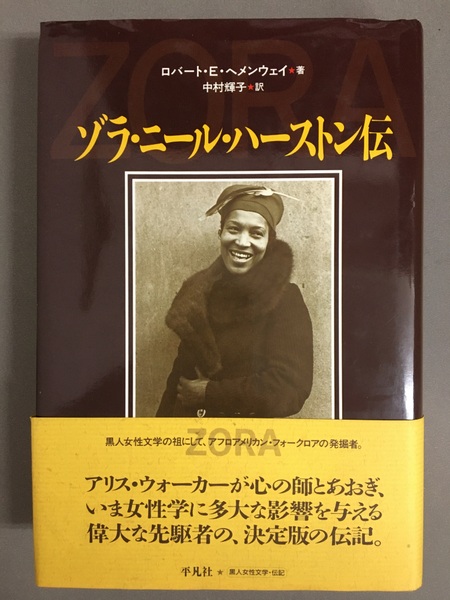 ZORA
ロバート・E・ヘメンウェイ★著
中村輝子★訳
ゾラ・ニール・ハーストン伝
ZORA
黒人女性文学の祖にして、アフロアメリカン・フォークロアの発掘者。
アリス・ウォーカーが心の師とあおぎ、
いま女性学に多大な影響を与える
偉大な先駆者の、決定版の伝記。
平凡社 ★ 黒人女性文学・伝記